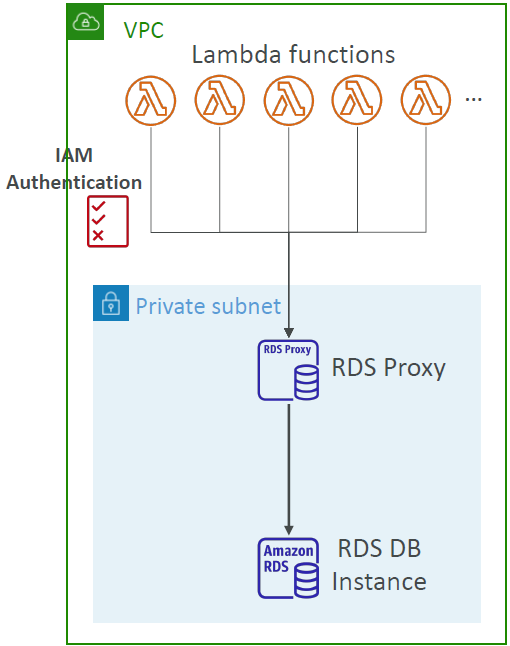 VPC
Lambda functions
...
IAM
Authentication
Private subnet
RDS Proxy
RDS Proxy
Amazon
RDS
RDS DB
Instance